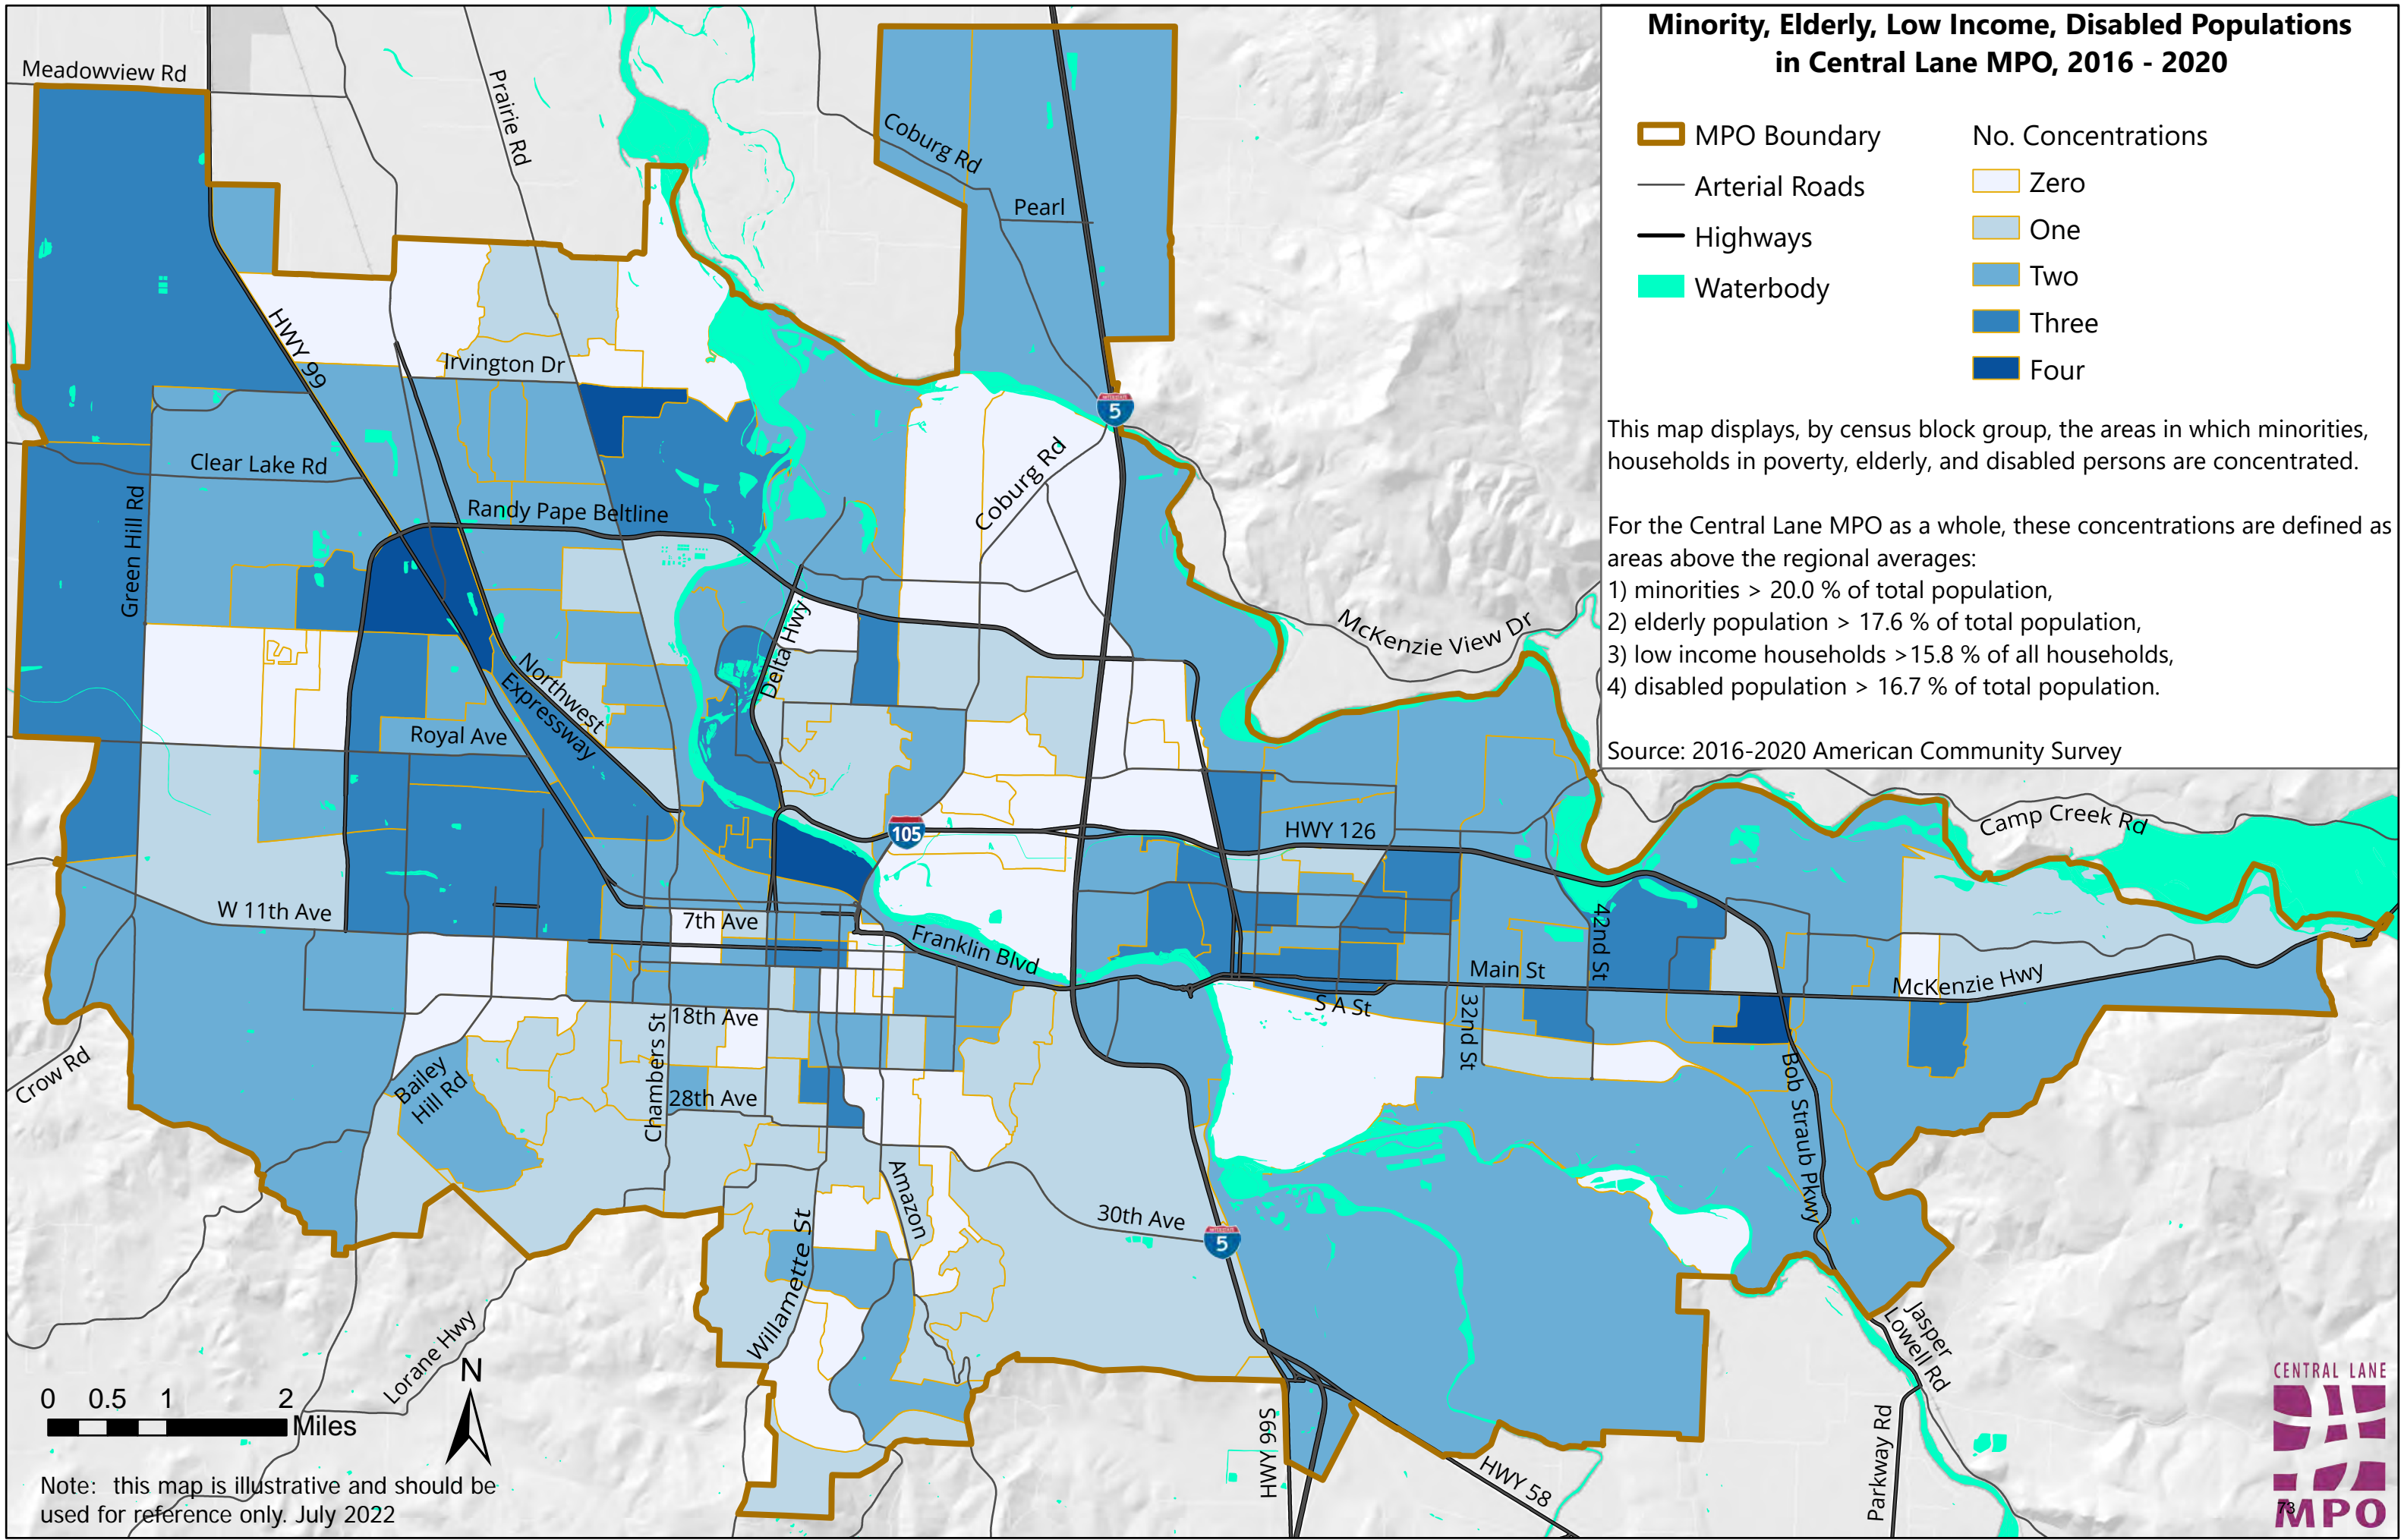 Minority, Elderly, Low Income, Disabled Populations
in Central Lane MPO, 2016 - 2020
MPO Boundary
Arterial Roads
Highways
Waterbody
No. Concentrations
Zero
One
Two
Three
Four
This map displays, by census block group, the areas in which minorities,
households in poverty, elderly, and disabled persons are concentrated.
For the Central Lane MPO as a whole, these concentrations are defined as
areas above the regional averages:
1) minorities > 20.0 % of total population,
2) elderly population > 17.6 % of total population,
3) low income households >15.8 % of all households,
4) disabled population > 16.7 % of total population.
Source: 2016-2020 American Community Survey
Meadowview Rd
Prairie Rd
Coburg Rd
Pearl
HWY 99
Irvington Dr
5
Clear Lake Rd
Green Hill Rd
Randy Pape Beltline
Coburg Rd
McKenzie View Dr
Delta Hwy
Northwest
Expressway
Royal Ave
105
HWY 126
Camp Creek Rd
W 11th Ave
7th Ave
Franklin Blvd
42nd St
Main St
McKenzie Hwy
S A St
32nd St
18th Ave
Chambers St
Crow Rd
Bailey
Hill Rd
28th Ave
Bob Straub Pkwy
Amazon
30th Ave
5
Willamette St
Lorane Hwy
Jasper
Lowell Rd
HWY 99S
HWY 58
Parkway Rd
0 0.5 1 2
Miles
N
Note: this map is illustrative and should be
used for reference only. July 2022
CENTRAL LANE
MPO
73